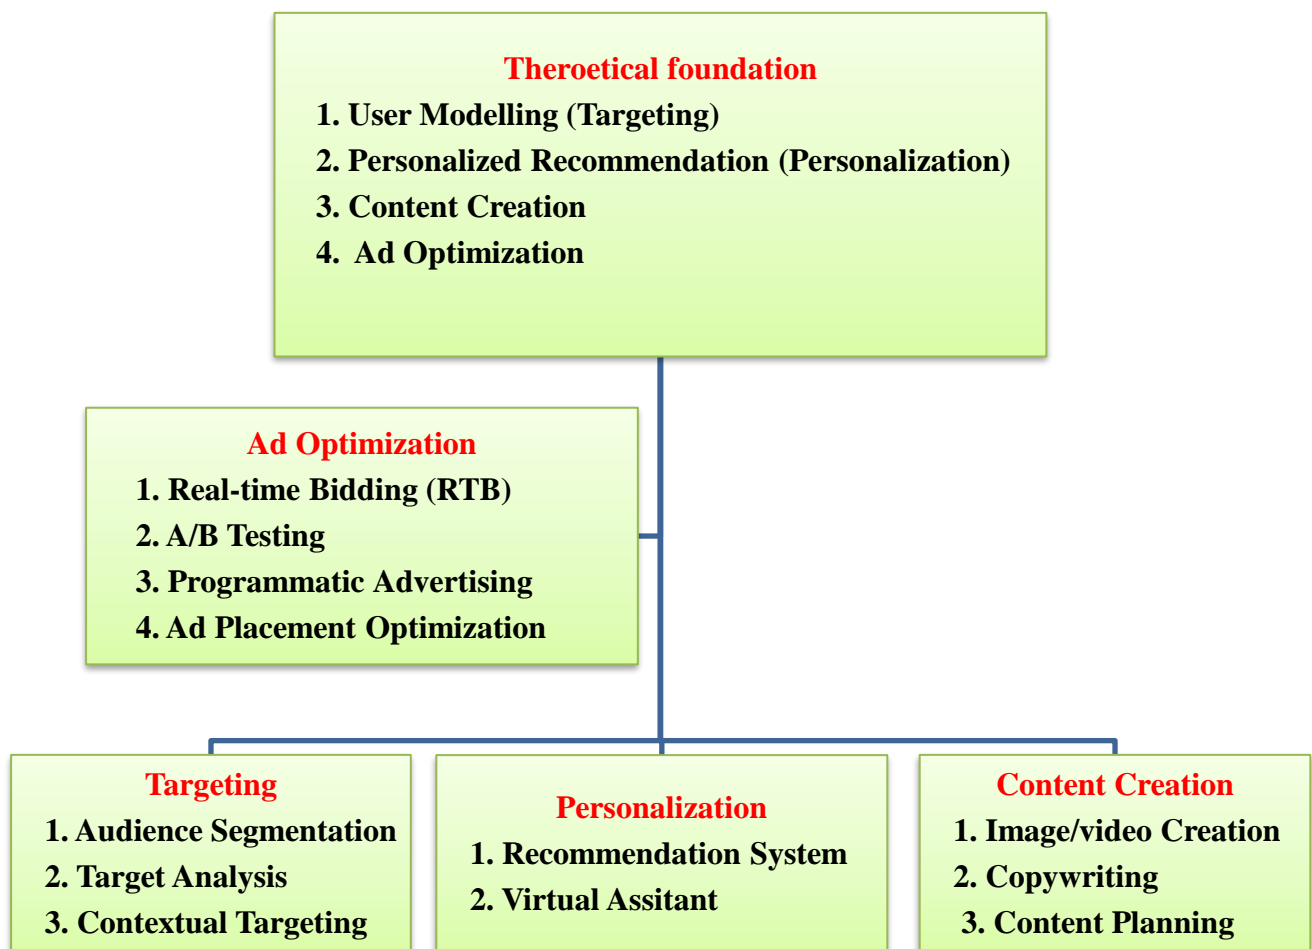 Theroetical foundation
1. User Modelling (Targeting)
2. Personalized Recommendation (Personalization)
3. Content Creation
4. Ad Optimization
Ad Optimization
1. Real-time Bidding (RTB)
2. A/B Testing
3. Programmatic Advertising
4. Ad Placement Optimization
Targeting
1. Audience Segmentation
2. Target Analysis
3. Contextual Targeting
Personalization
1. Recommendation System
2. Virtual Assitant
Content Creation
1. Image/video Creation
2. Copywriting
3. Content Planning